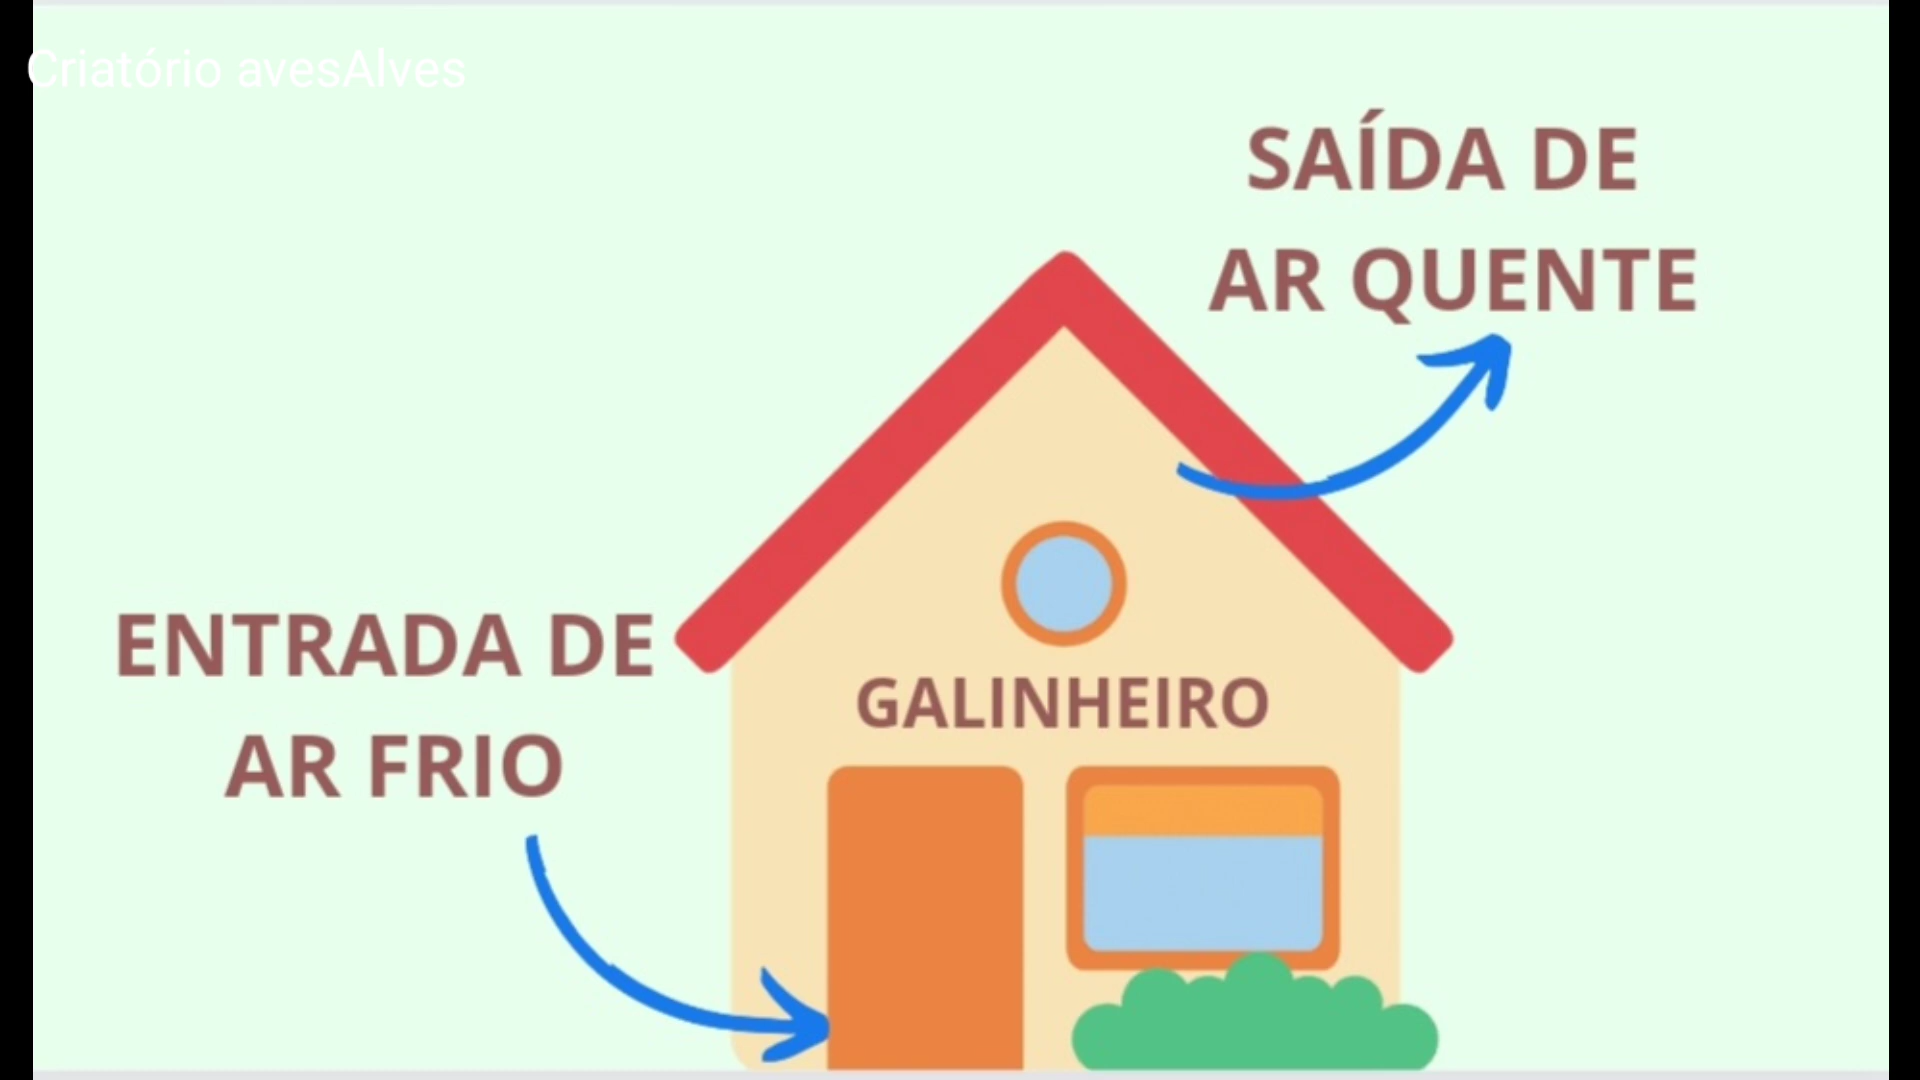 Criatório avesAlves
SAÍDA DE
AR QUENTE
ENTRADA DE
AR FRIO
GALINHEIRO